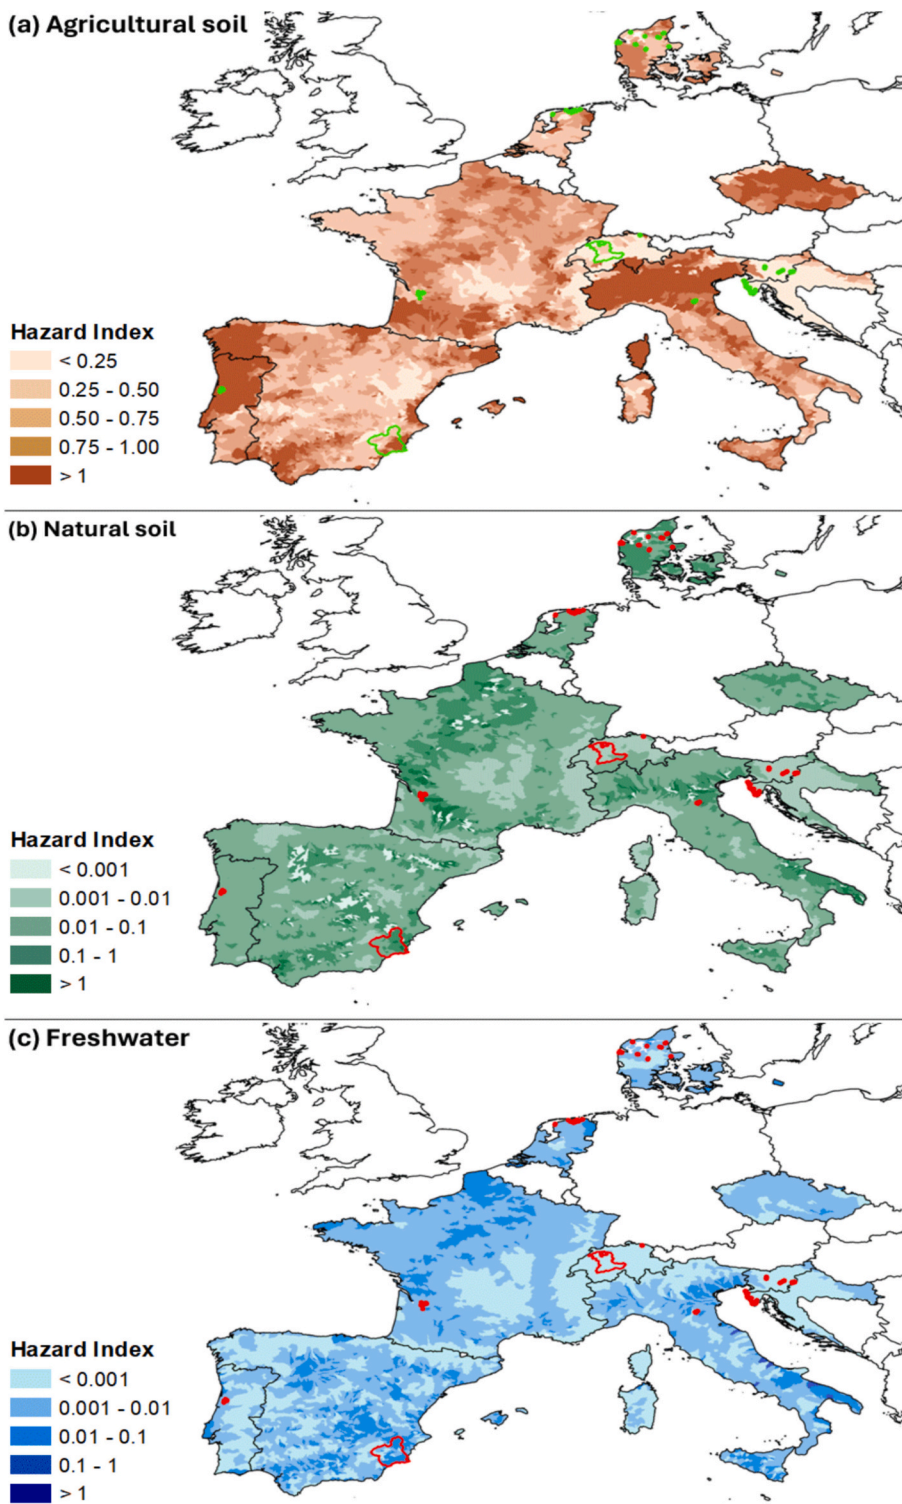 (a) Agricultural soil
Hazard Index
< 0.25
0.25 - 0.50
0.50 - 0.75
0.75 - 1.00
> 1
(b) Natural soil
Hazard Index
< 0.001
0.001 - 0.01
0.01 - 0.1
0.1 - 1
> 1
(c) Freshwater
Hazard Index
< 0.001
0.001 - 0.01
0.01 - 0.1
0.1 - 1
> 1